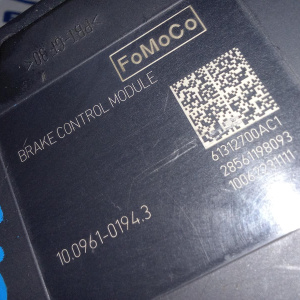 FoMoCo
BRAKE CONTROL MODULE
61312700AC1
28561198093
10.0961-0194.3